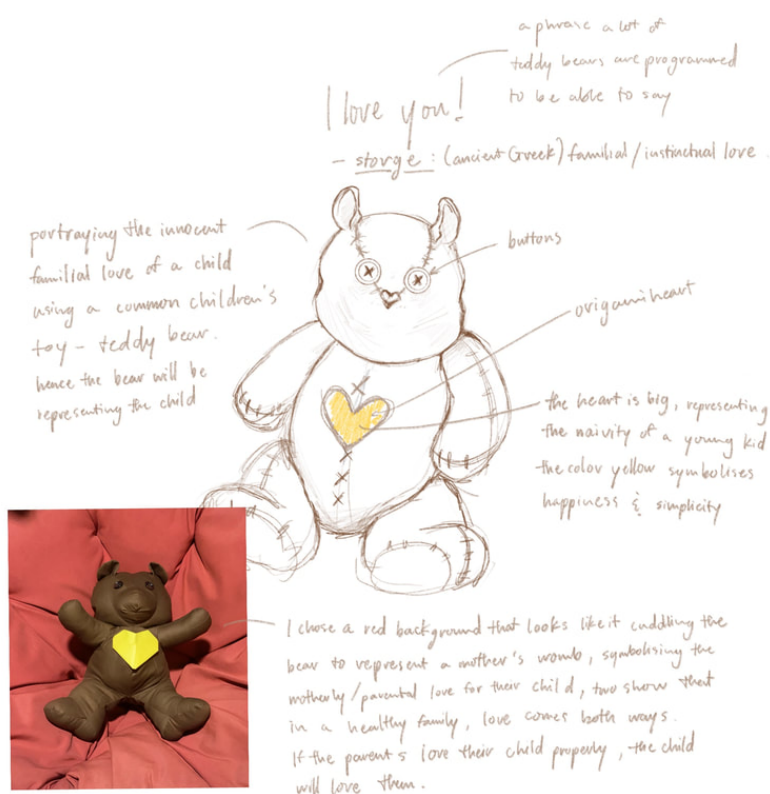 a phrase a lot of
teddy bears are programmed
to be able to say
I love you!
- storge : (ancient Greek) familial / instinctual love
portraying the innocent
familial love of a child
using a common children's
toy - teddy bear.
hence the bear will be
representing the child
buttons
origami heart
the heart is big, representing
the naivity of a young kid
the color yellow symbolises
happiness & simplicity
I chose a red background that looks like it cuddling the
bear to represent a mother's womb, symbolising the
motherly/parental love for their child, two show that
in a healthy family, love comes both ways.
If the parents love their child properly, the child
will love them.